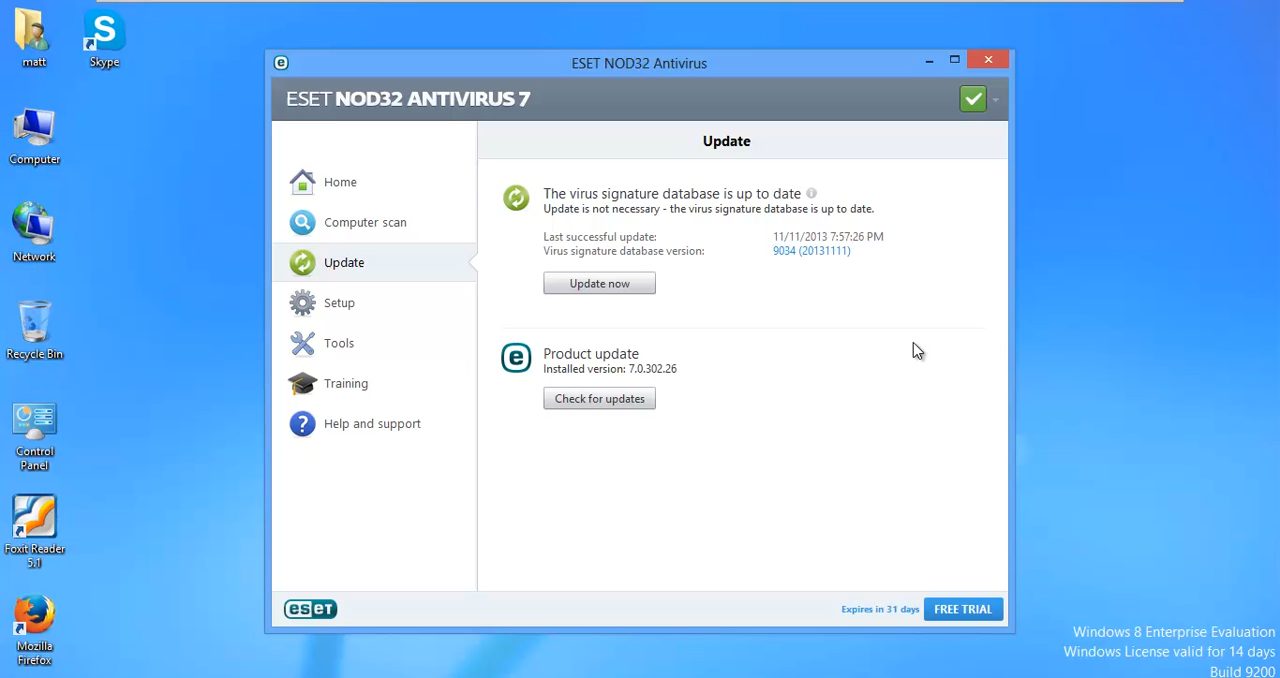 matt
Skype
Computer
Network
Recycle Bin
Control
Panel
Foxit Reader
5.1
Mozilla
Firefox
ESET NOD32 Antivirus
ESET NOD32 ANTIVIRUS 7
Home
Computer scan
Update
Setup
Tools
Training
Help and support
Update
The virus signature database is up to date
Update is not necessary - the virus signature database is up to date.
Last successful update: 11/11/2013 7:57:26 PM
Virus signature database version: 9034 (20131111)
Update now
Product update
Installed version: 7.0.302.26
Check for updates
eseT
Expires in 31 days FREE TRIAL
Windows 8 Enterprise Evaluation
Windows License valid for 14 days
Build 9200